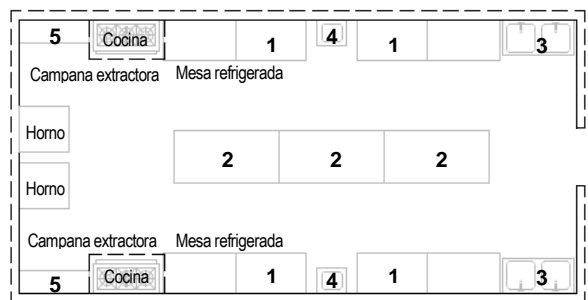 5 Cocina 1 4 1 3
Campana extractora Mesa refrigerada
Horno
2 2 2
Horno
Campana extractora Mesa refrigerada
5 Cocina 1 4 1 3